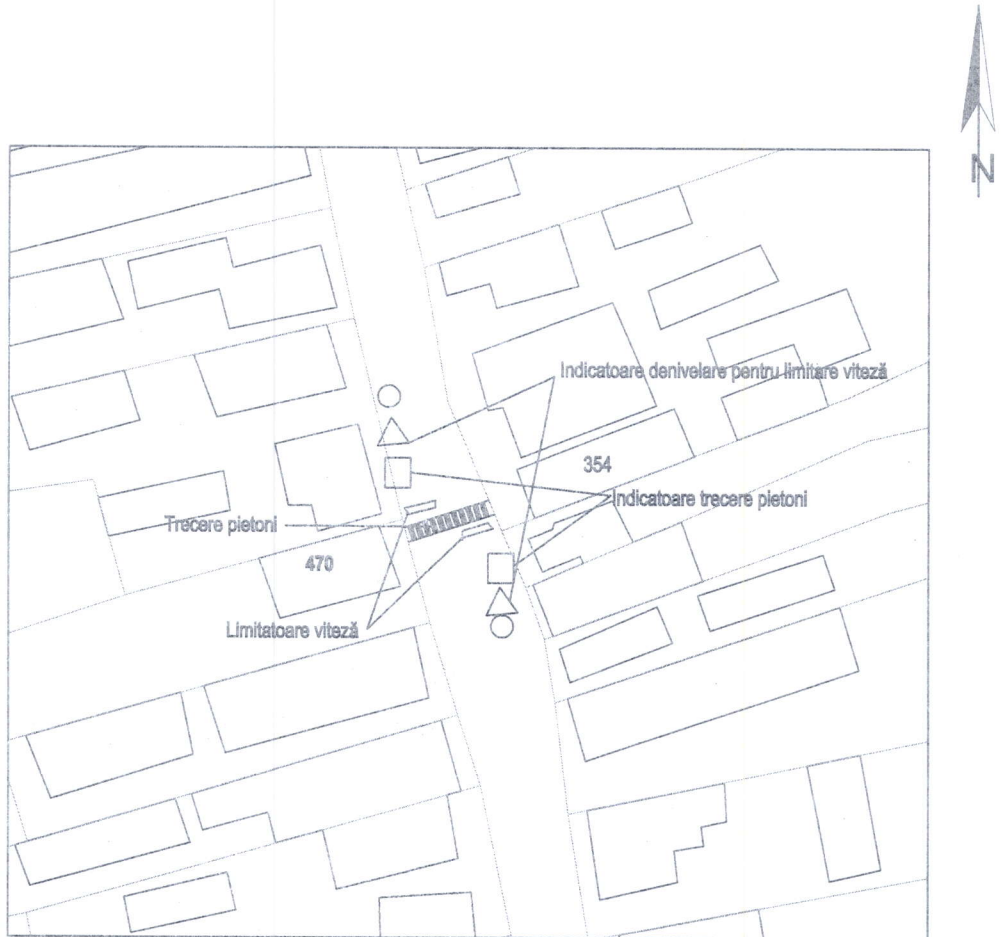 N
Indicatoare denivelare pentru limitare viteză
354
Indicatoare trecere pietoni
Trecere pietoni
470
Limitatoare viteză